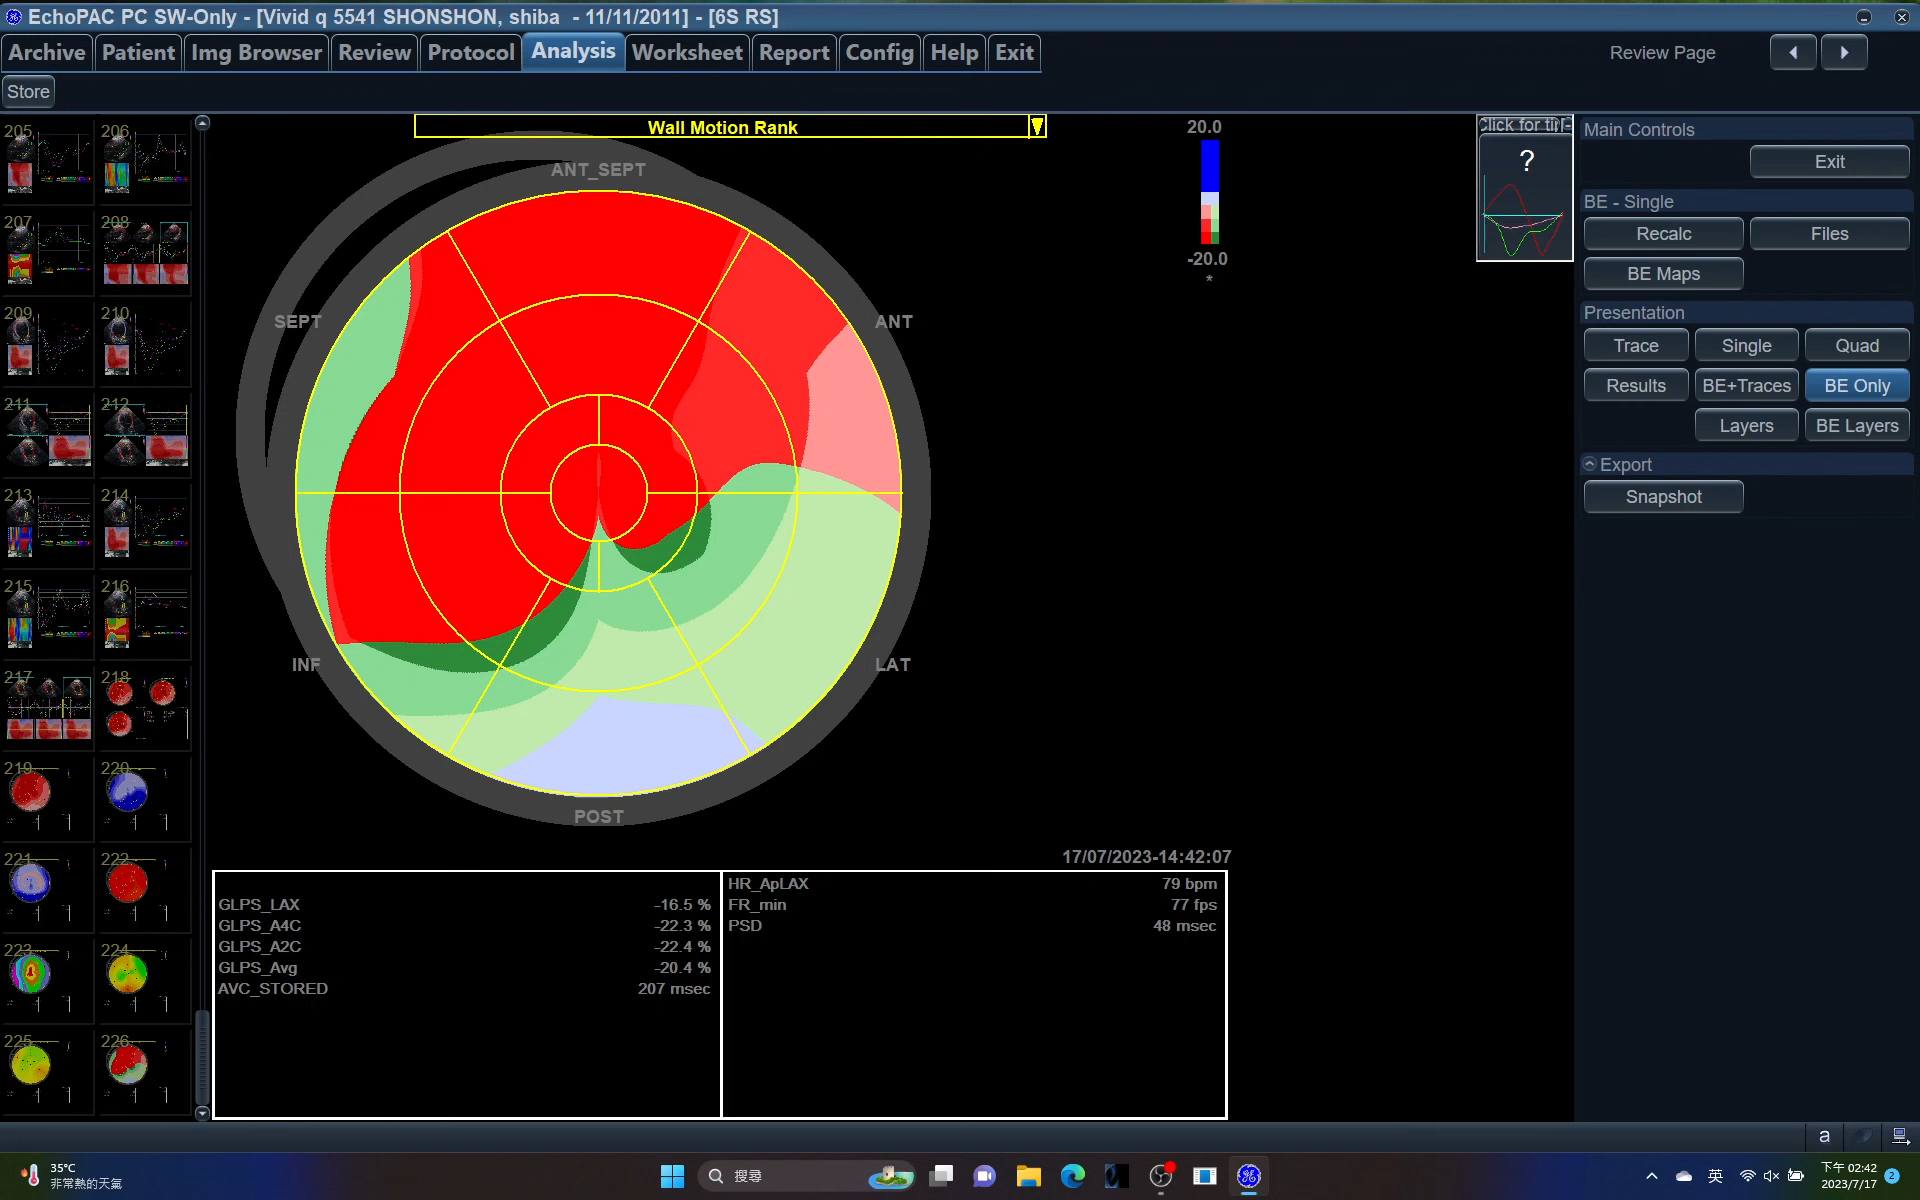 EchoPAC PC SW-Only - [Vivid q 5541 SHONSHON, shiba - 11/11/2011] - [6S RS]
Archive Patient Img Browser Review Protocol Analysis Worksheet Report Config Help Exit
Review Page
Store
205 206
207 208
209 210
211 212
213 214
215 216
217 218
219 220
221 222
223 224
225 226
Wall Motion Rank
ANT_SEPT
SEPT
ANT
INF
LAT
POST
20.0
-20.0
*
?
17/07/2023-14:42:07
GLPS_LAX -16.5 %
GLPS_A4C -22.3 %
GLPS_A2C -22.4 %
GLPS_Avg -20.4 %
AVC_STORED 207 msec
HR_ApLAX 79 bpm
FR_min 77 fps
PSD 48 msec
Main Controls
Exit
BE - Single
Recalc Files
BE Maps
Presentation
Trace Single Quad
Results BE+Traces BE Only
Layers BE Layers
Export
Snapshot
a
35°C
非常熱的天氣
搜尋
英
下午 02:42
2023/7/17
2